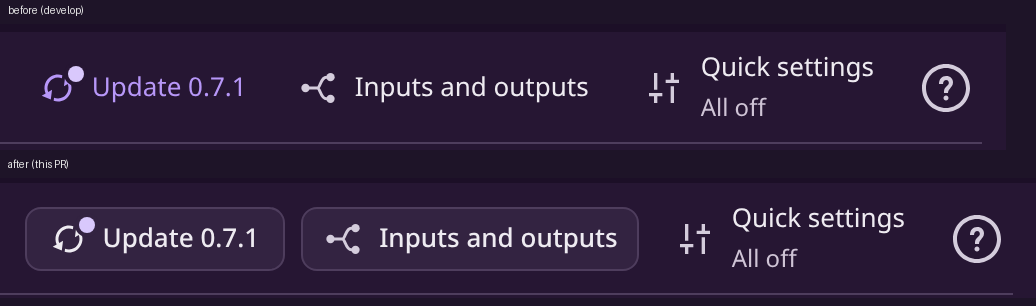 before (develop)
Update 0.7.1
Inputs and outputs
Quick settings
All off
?
after (this PR)
Update 0.7.1
Inputs and outputs
Quick settings
All off
?